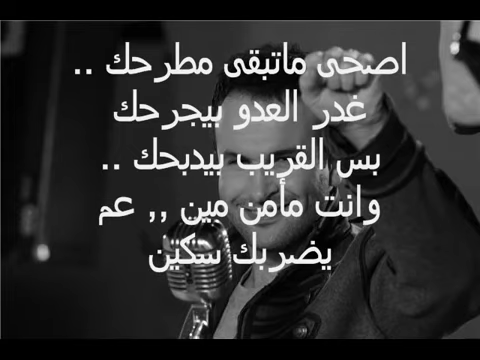 اصحى ماتبقى مطرحك ..
غدر العدو بيجرحك
بس القريب بيدبحك ..
وانت مأمن مين ,, عم
يضربك سكين